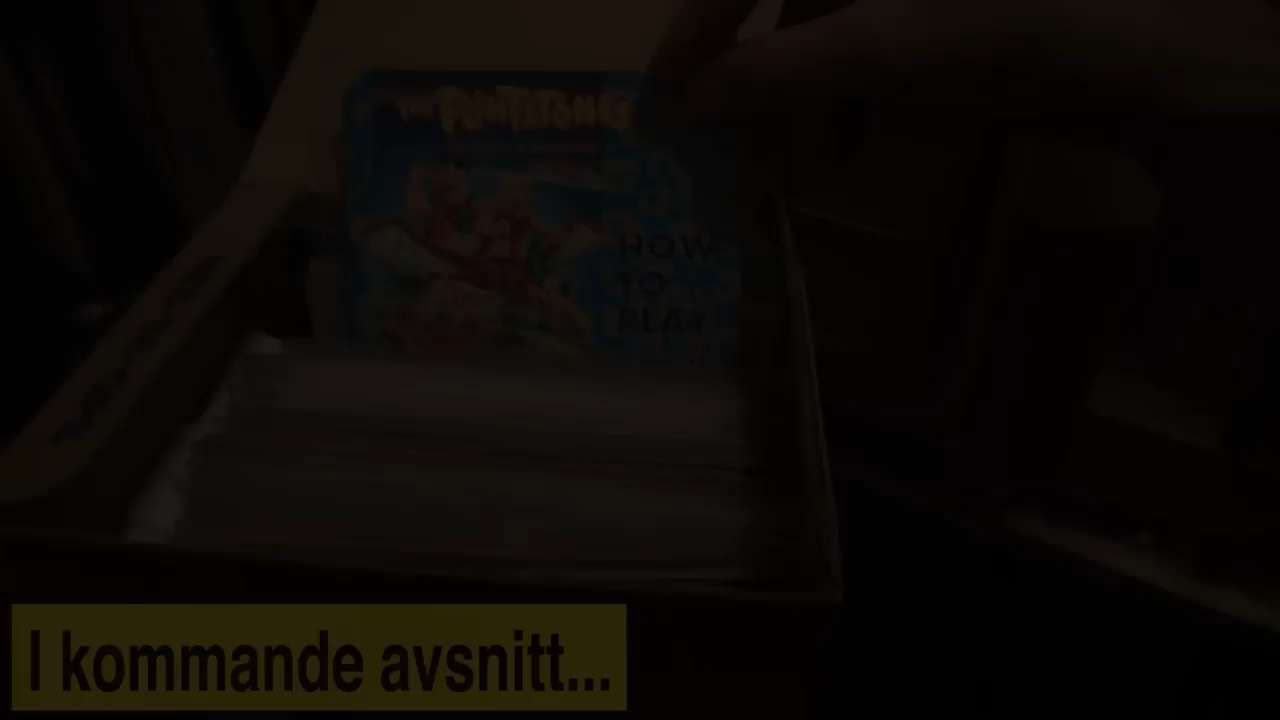 THE FLINTSTONES
HOW
TO
PLAY
I kommande avsnitt...